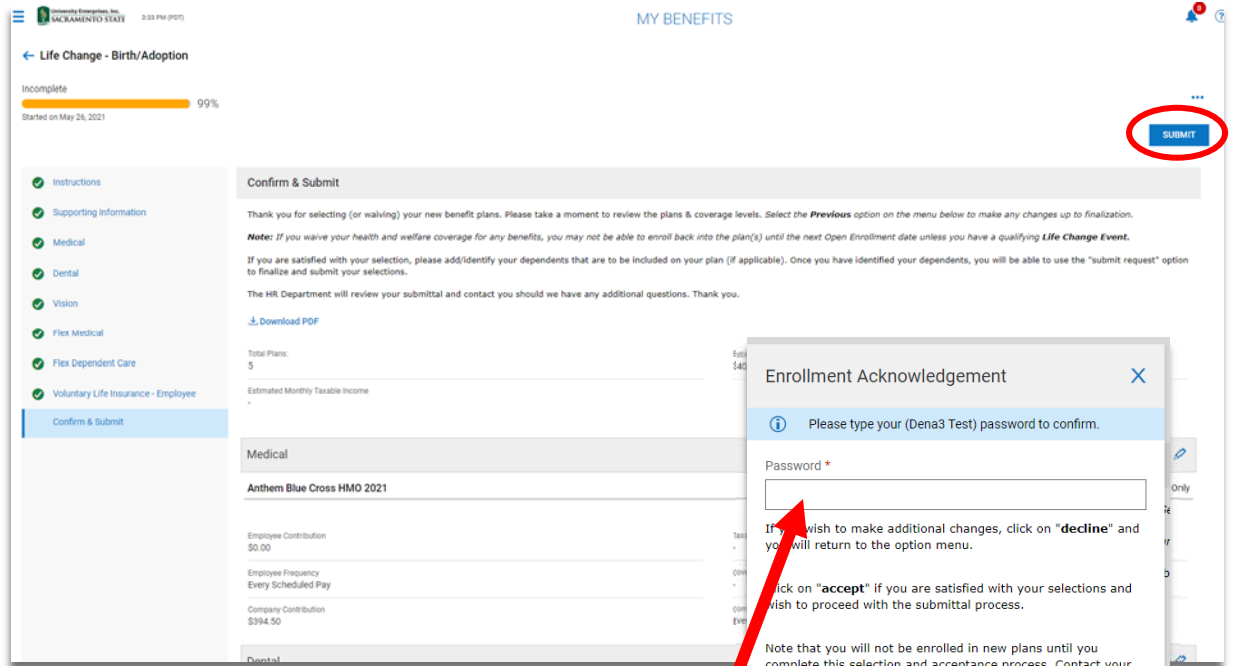 University Enterprises, Inc.
SACRAMENTO STATE
3:33 PM (PDT)
MY BENEFITS
0
?
← Life Change - Birth/Adoption
Incomplete
99%
Started on May 26, 2021
SUBMIT
Instructions
Supporting Information
Medical
Dental
Vision
Flex Medical
Flex Dependent Care
Voluntary Life Insurance - Employee
Confirm & Submit
Confirm & Submit
Thank you for selecting (or waiving) your new benefit plans. Please take a moment to review the plans & coverage levels. Select the Previous option on the menu below to make any changes up to finalization.
Note: If you waive your health and welfare coverage for any benefits, you may not be able to enroll back into the plan(s) until the next Open Enrollment date unless you have a qualifying Life Change Event.
If you are satisfied with your selection, please add/identify your dependents that are to be included on your plan (if applicable). Once you have identified your dependents, you will be able to use the "submit request" option
to finalize and submit your selections.
The HR Department will review your submittal and contact you should we have any additional questions. Thank you.
Download PDF
Total Plans:
5
$40
Estimated Monthly Taxable Income
-
Medical
Anthem Blue Cross HMO 2021
Only
Employee Contribution
$0.00
Employee Frequency
Every Scheduled Pay
Company Contribution
$394.50
Dental
Enrollment Acknowledgement
X
Please type your (Dena3 Test) password to confirm.
Password *
If wish to make additional changes, click on "decline" and
will return to the option menu.
on "accept" if you are satisfied with your selections and
wish to proceed with the submittal process.
Note that you will not be enrolled in new plans until you
complete this selection and acceptance process. Contact your